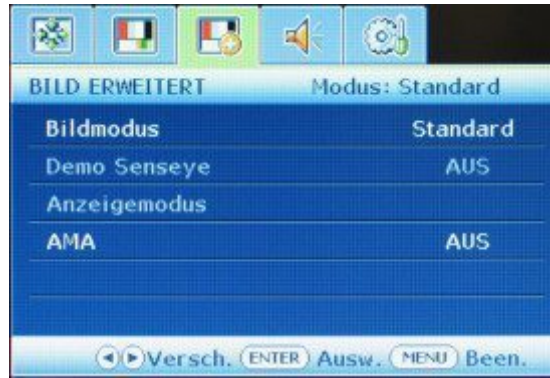 BILD ERWEITERT Modus: Standard
Bildmodus Standard
Demo Senseye AUS
Anzeigemodus
AMA AUS
Versch. ENTER Ausw. MENU Been.